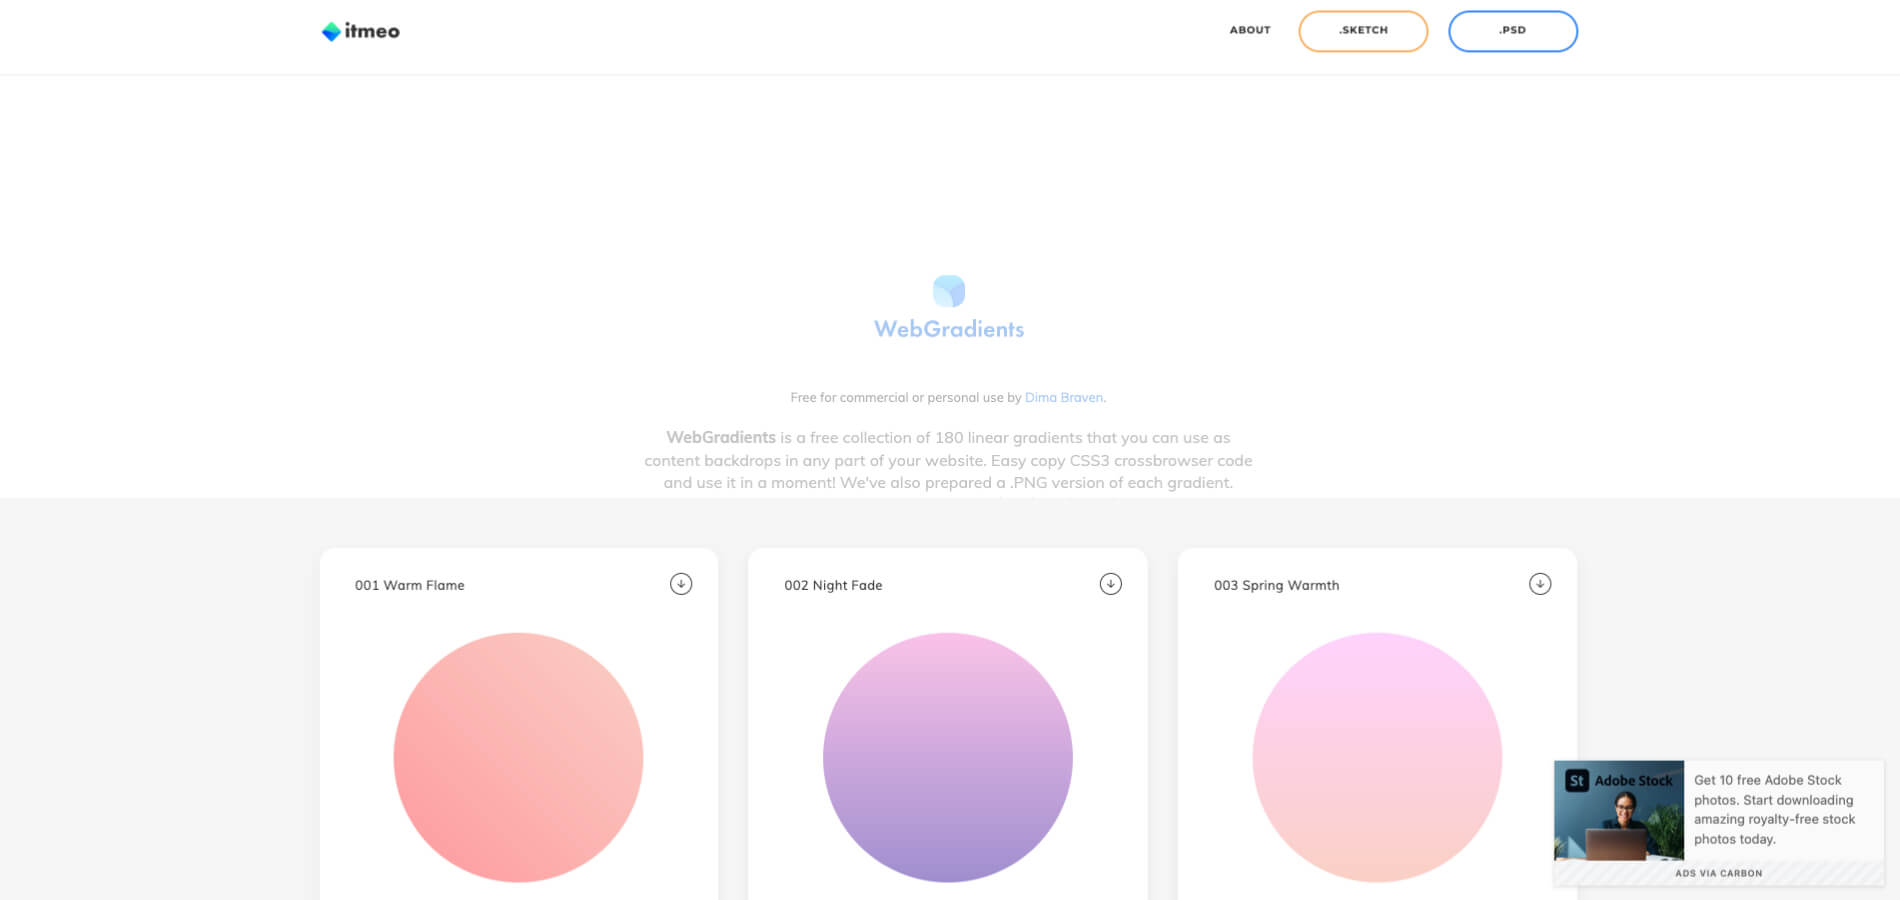 itmeo
ABOUT
.SKETCH
.PSD
WebGradients
Free for commercial or personal use by Dima Braven.
WebGradients is a free collection of 180 linear gradients that you can use as
content backdrops in any part of your website. Easy copy CSS3 crossbrowser code
and use it in a moment! We've also prepared a .PNG version of each gradient.
001 Warm Flame
002 Night Fade
003 Spring Warmth
St Adobe Stock
Get 10 free Adobe Stock
photos. Start downloading
amazing royalty-free stock
photos today.
ADS VIA CARBON